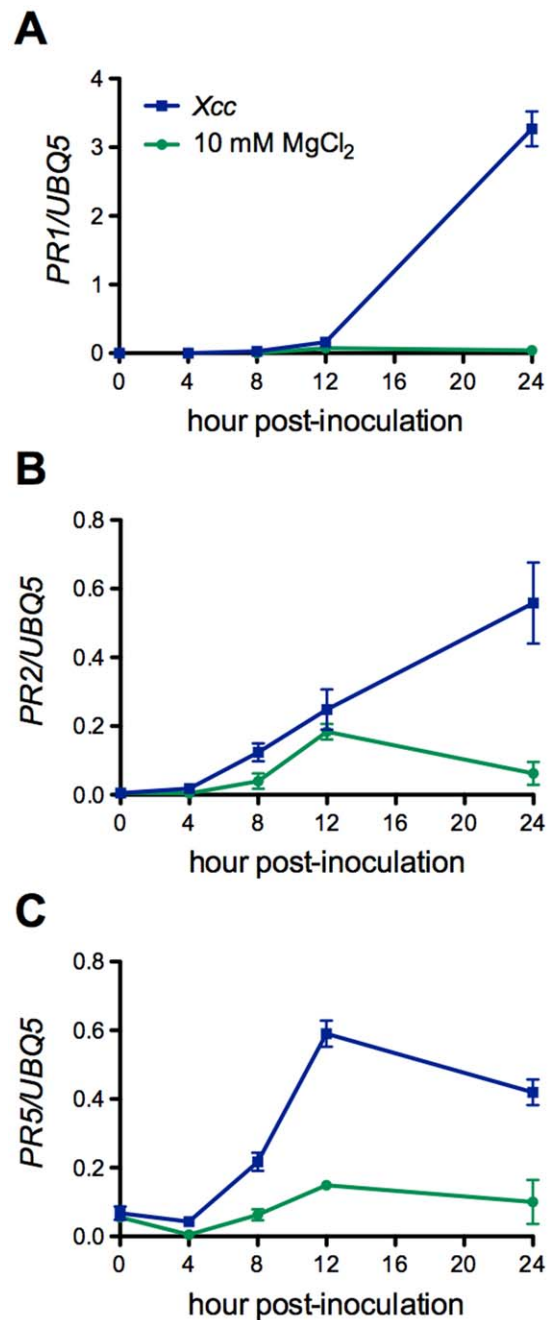 A
PR1/UBQ5
4
3
2
1
0
Xcc
10 mM MgCl₂
0 4 8 12 16 20 24
hour post-inoculation
B
PR2/UBQ5
0.8
0.6
0.4
0.2
0.0
0 4 8 12 16 20 24
hour post-inoculation
C
PR5/UBQ5
0.8
0.6
0.4
0.2
0.0
0 4 8 12 16 20 24
hour post-inoculation